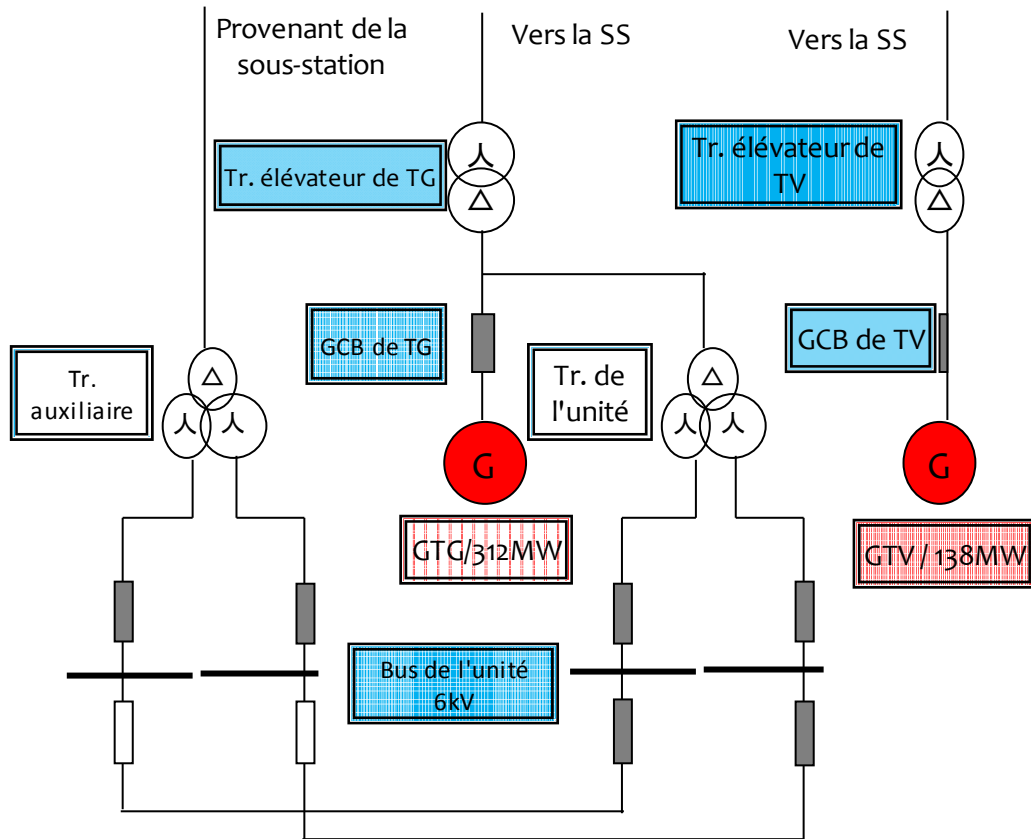 Provenant de la
sous-station
Vers la SS
Vers la SS
Tr. élévateur de TG
Tr. élévateur de
TV
GCB de TG
GCB de TV
Tr.
auxiliaire
Tr. de
l'unité
G
G
GTG/312MW
GTV / 138MW
Bus de l'unité
6kV